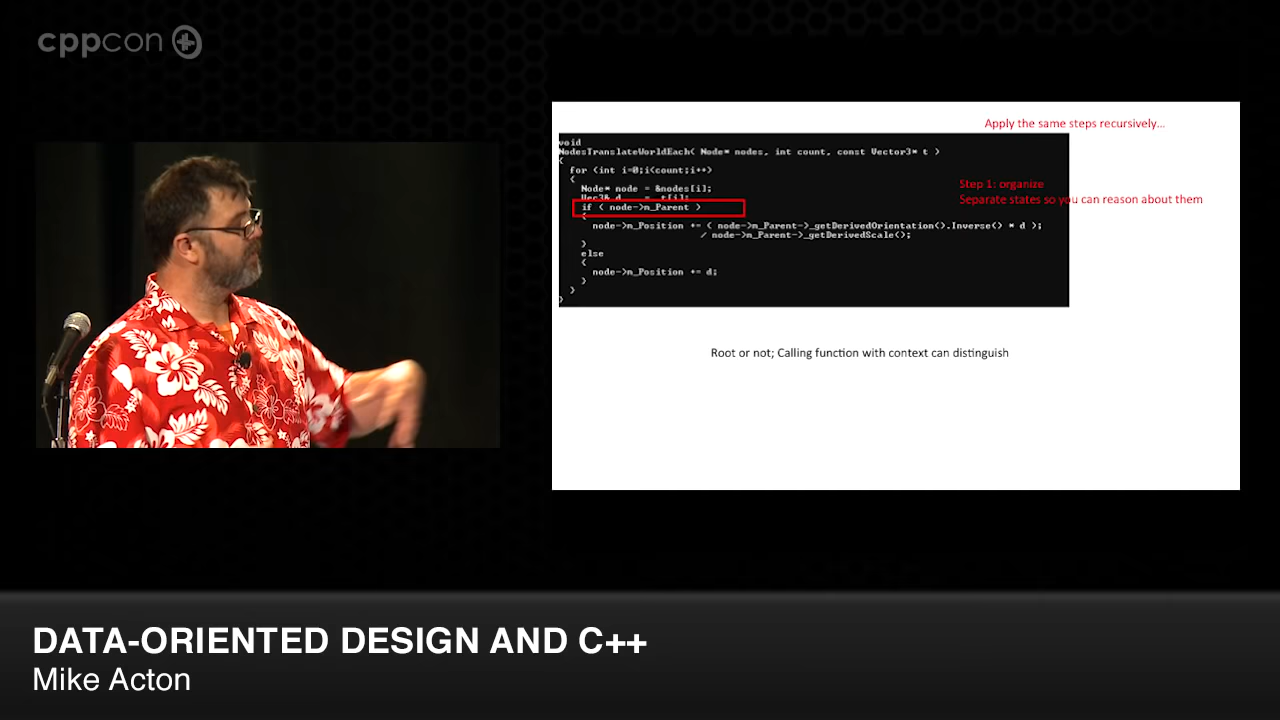 cppcon
Apply the same steps recursively...
void
NodesTranslateWorldEach( Node* nodes, int count, const Vector3* t )
{
for (int i=0;i<count;i++)
{
Node* node = &nodes[i];
Vec3& d = t[i];
if ( node->m_Parent )
{
node->m_Position += ( node->m_Parent->_getDerivedOrientation().Inverse() * d );
/ node->m_Parent->_getDerivedScale();
}
else
{
node->m_Position += d;
}
}
}
Step 1: organize
Separate states so you can reason about them
Root or not; Calling function with context can distinguish
DATA-ORIENTED DESIGN AND C++
Mike Acton